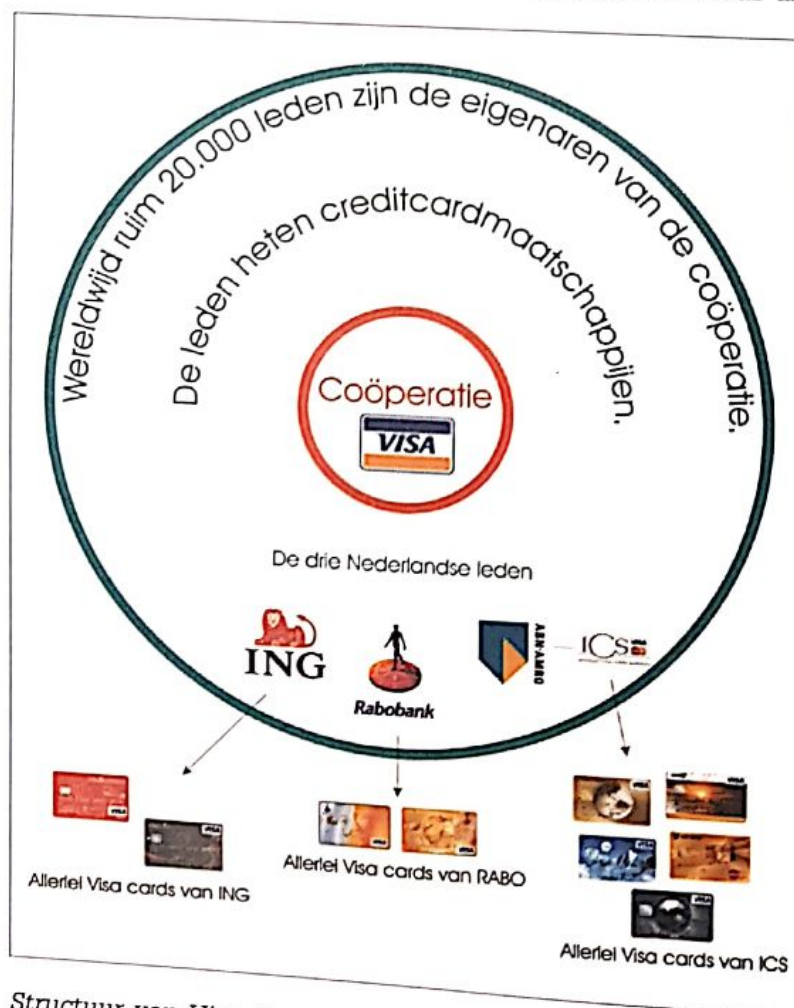 Wereldwijd ruim 20.000 leden zijn de eigenaren van de coöperatie.
De leden heten creditcardmaatschappijen.
Coöperatie
VISA
De drie Nederlandse leden
ING
Rabobank
ABN·AMRO
ICS
Allerlei Visa cards van ING
Allerlei Visa cards van RABO
Allerlei Visa cards van ICS
Structuur van